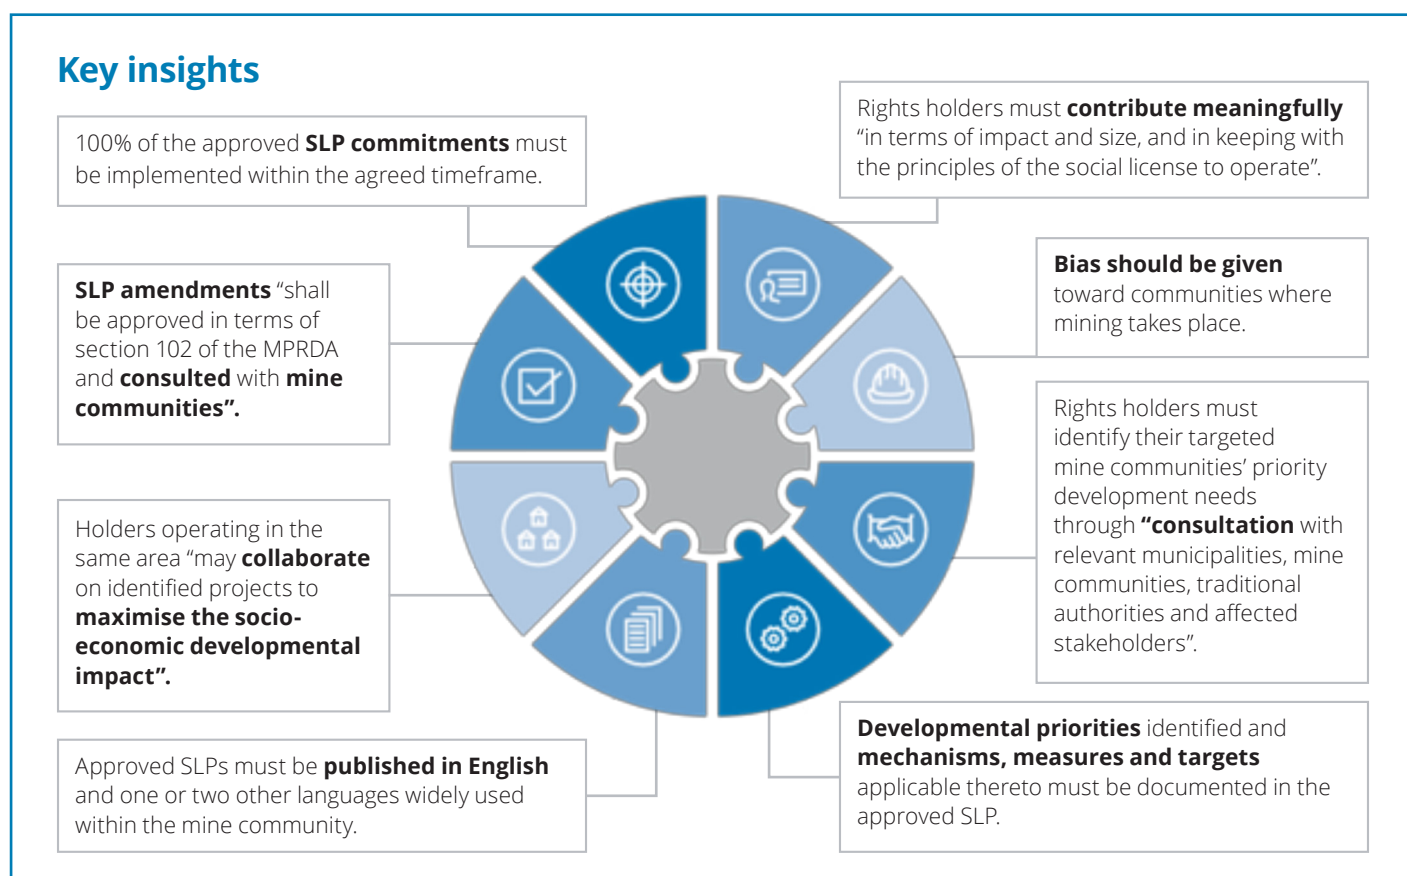 Key insights
100% of the approved SLP commitments must
be implemented within the agreed timeframe.
Rights holders must contribute meaningfully
“in terms of impact and size, and in keeping with
the principles of the social license to operate”.
SLP amendments “shall
be approved in terms of
section 102 of the MPRDA
and consulted with mine
communities”.
Bias should be given
toward communities where
mining takes place.
Rights holders must
identify their targeted
mine communities’ priority
development needs
through “consultation with
relevant municipalities, mine
communities, traditional
authorities and affected
stakeholders”.
Holders operating in the
same area “may collaborate
on identified projects to
maximise the socio-
economic developmental
impact”.
Developmental priorities identified and
mechanisms, measures and targets
applicable thereto must be documented in the
approved SLP.
Approved SLPs must be published in English
and one or two other languages widely used
within the mine community.